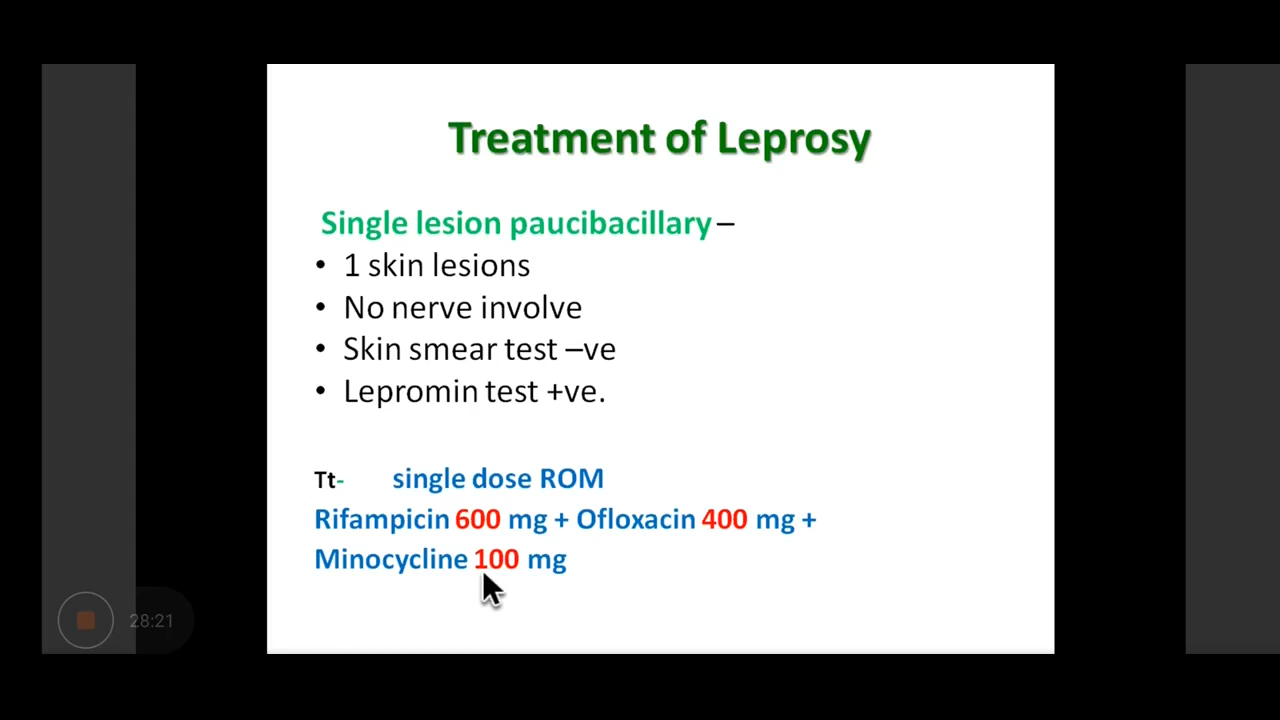 Treatment of Leprosy
Single lesion paucibacillary –
• 1 skin lesions
• No nerve involve
• Skin smear test –ve
• Lepromin test +ve.
Tt- single dose ROM
Rifampicin 600 mg + Ofloxacin 400 mg +
Minocycline 100 mg
28:21